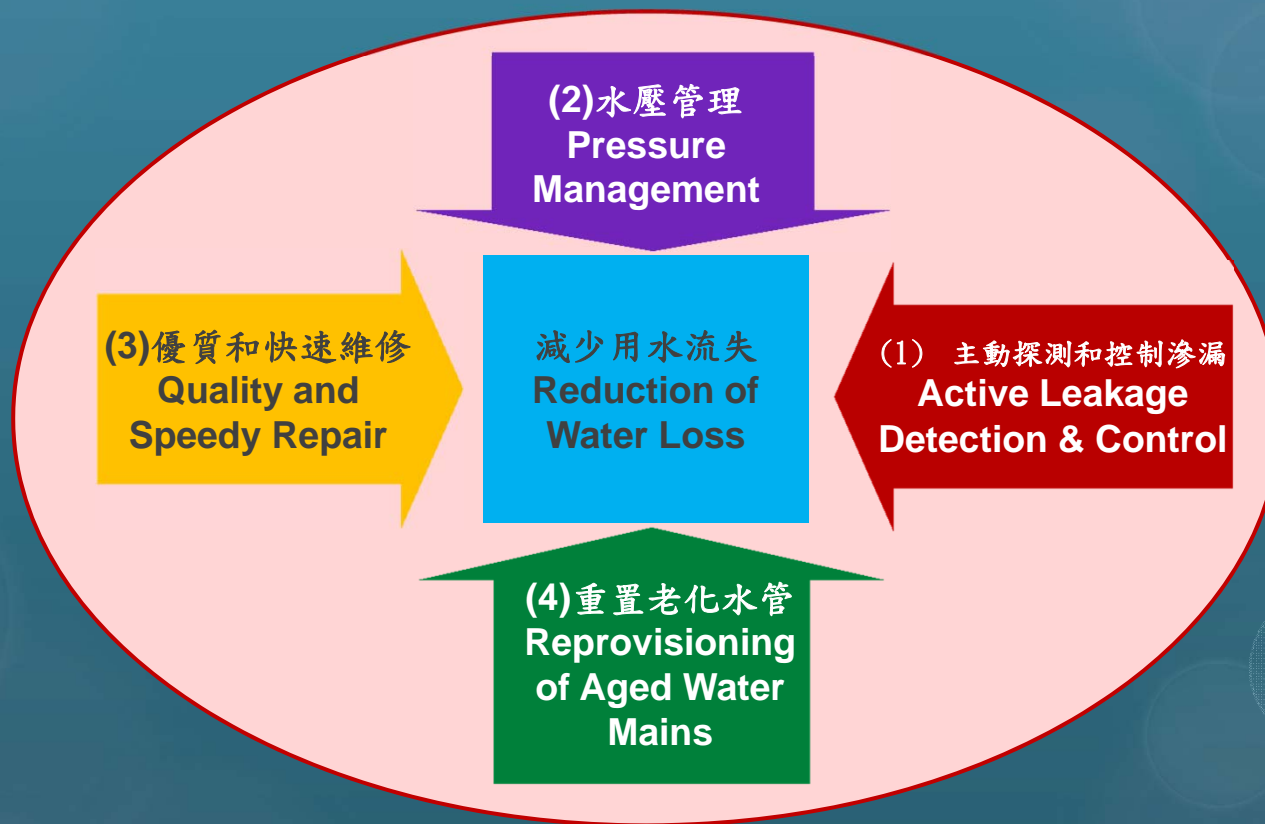 (2)水壓管理
Pressure
Management
(3)優質和快速維修
Quality and
Speedy Repair
減少用水流失
Reduction of
Water Loss
(1) 主動探測和控制滲漏
Active Leakage
Detection & Control
(4)重置老化水管
Reprovisioning
of Aged Water
Mains